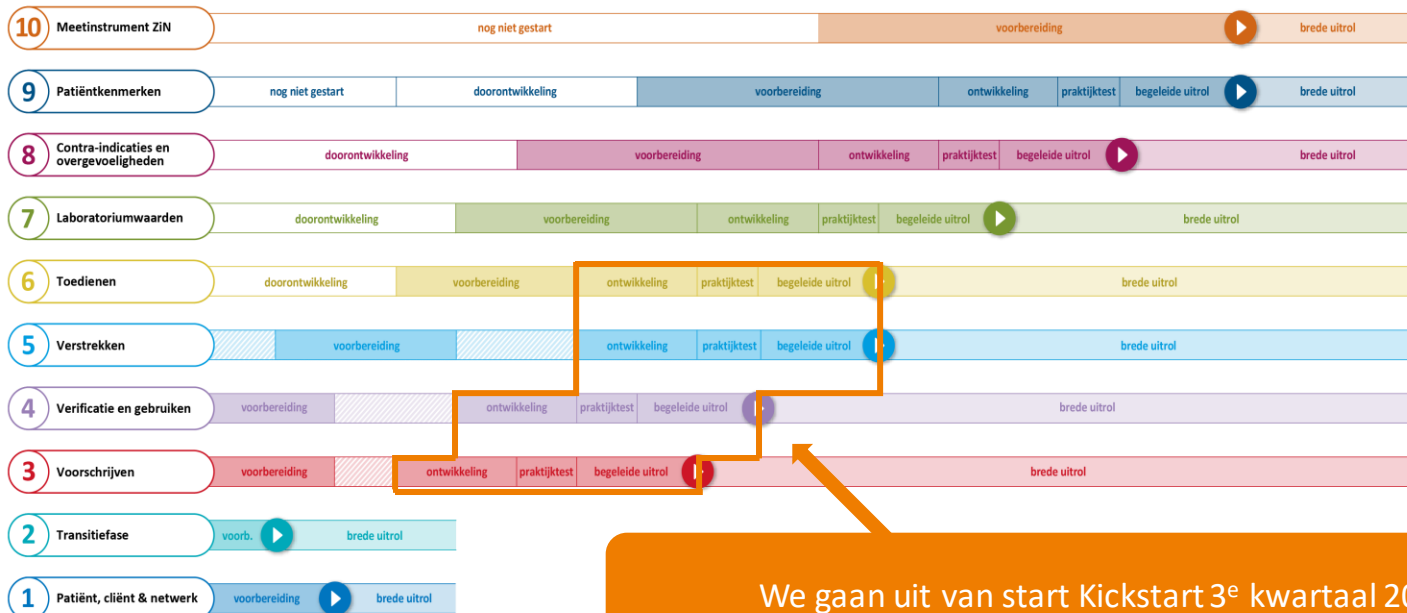 10 Meetinstrument ZiN nog niet gestart voorbereiding brede uitrol
9 Patiëntkenmerken nog niet gestart doorontwikkeling voorbereiding ontwikkeling praktijktest begeleide uitrol brede uitrol
8 Contra-indicaties en
overgevoeligheden doorontwikkeling voorbereiding ontwikkeling praktijktest begeleide uitrol brede uitrol
7 Laboratoriumwaarden doorontwikkeling voorbereiding ontwikkeling praktijktest begeleide uitrol brede uitrol
6 Toedienen doorontwikkeling voorbereiding ontwikkeling praktijktest begeleide uitrol brede uitrol
5 Verstrekken voorbereiding ontwikkeling praktijktest begeleide uitrol brede uitrol
4 Verificatie en gebruiken voorbereiding ontwikkeling praktijktest begeleide uitrol brede uitrol
3 Voorschrijven voorbereiding ontwikkeling praktijktest begeleide uitrol brede uitrol
2 Transitiefase voorb. brede uitrol
1 Patiënt, cliënt & netwerk voorbereiding brede uitrol
We gaan uit van start Kickstart 3e kwartaal 20